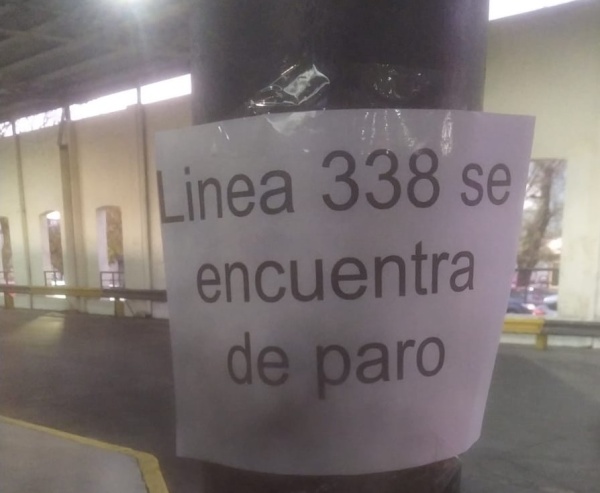 Linea 338 se
encuentra
de paro